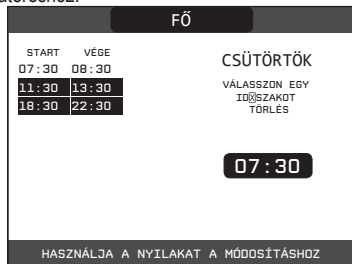 FŐ
START VÉGE
07:30 08:30
11:30 13:30
18:30 22:30
CSÜTÖRTÖK
VÁLASSZON EGY
IDŐSZAKOT
TÖRLÉS
07:30
HASZNÁLJA A NYILAKAT A MÓDOSÍTÁSHOZ